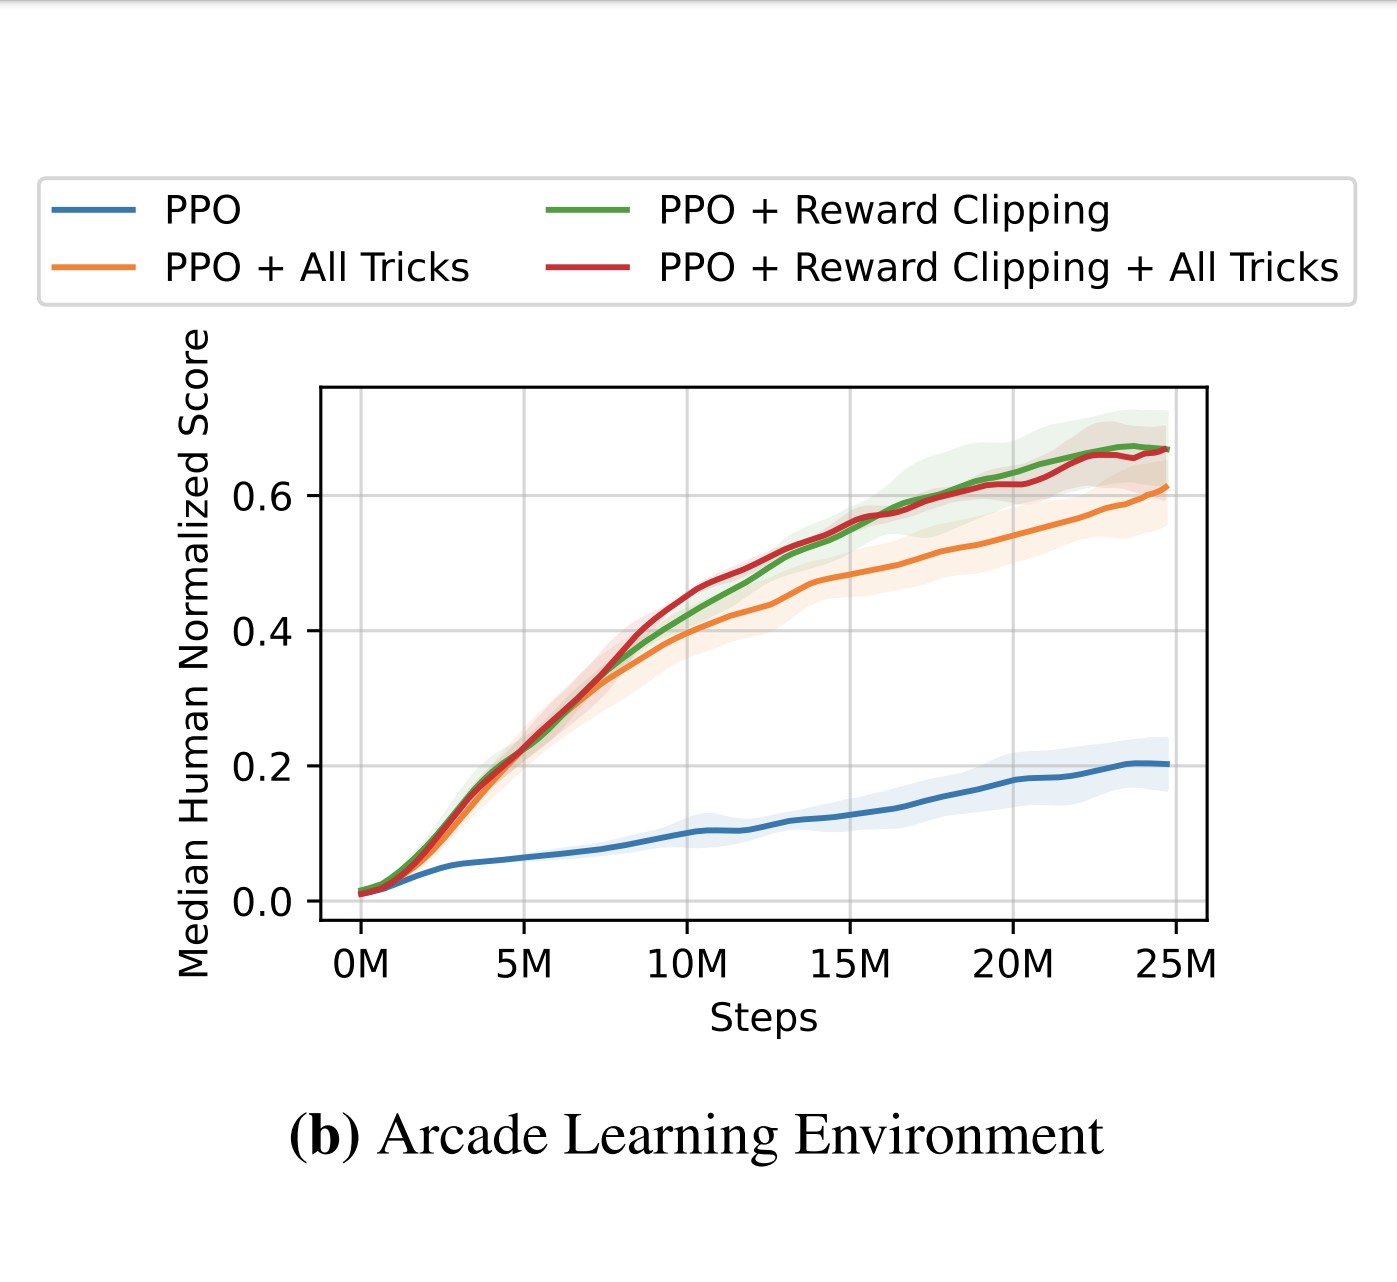 PPO
PPO + All Tricks
PPO + Reward Clipping
PPO + Reward Clipping + All Tricks
Median Human Normalized Score
0.6
0.4
0.2
0.0
0M 5M 10M 15M 20M 25M
Steps
(b) Arcade Learning Environment